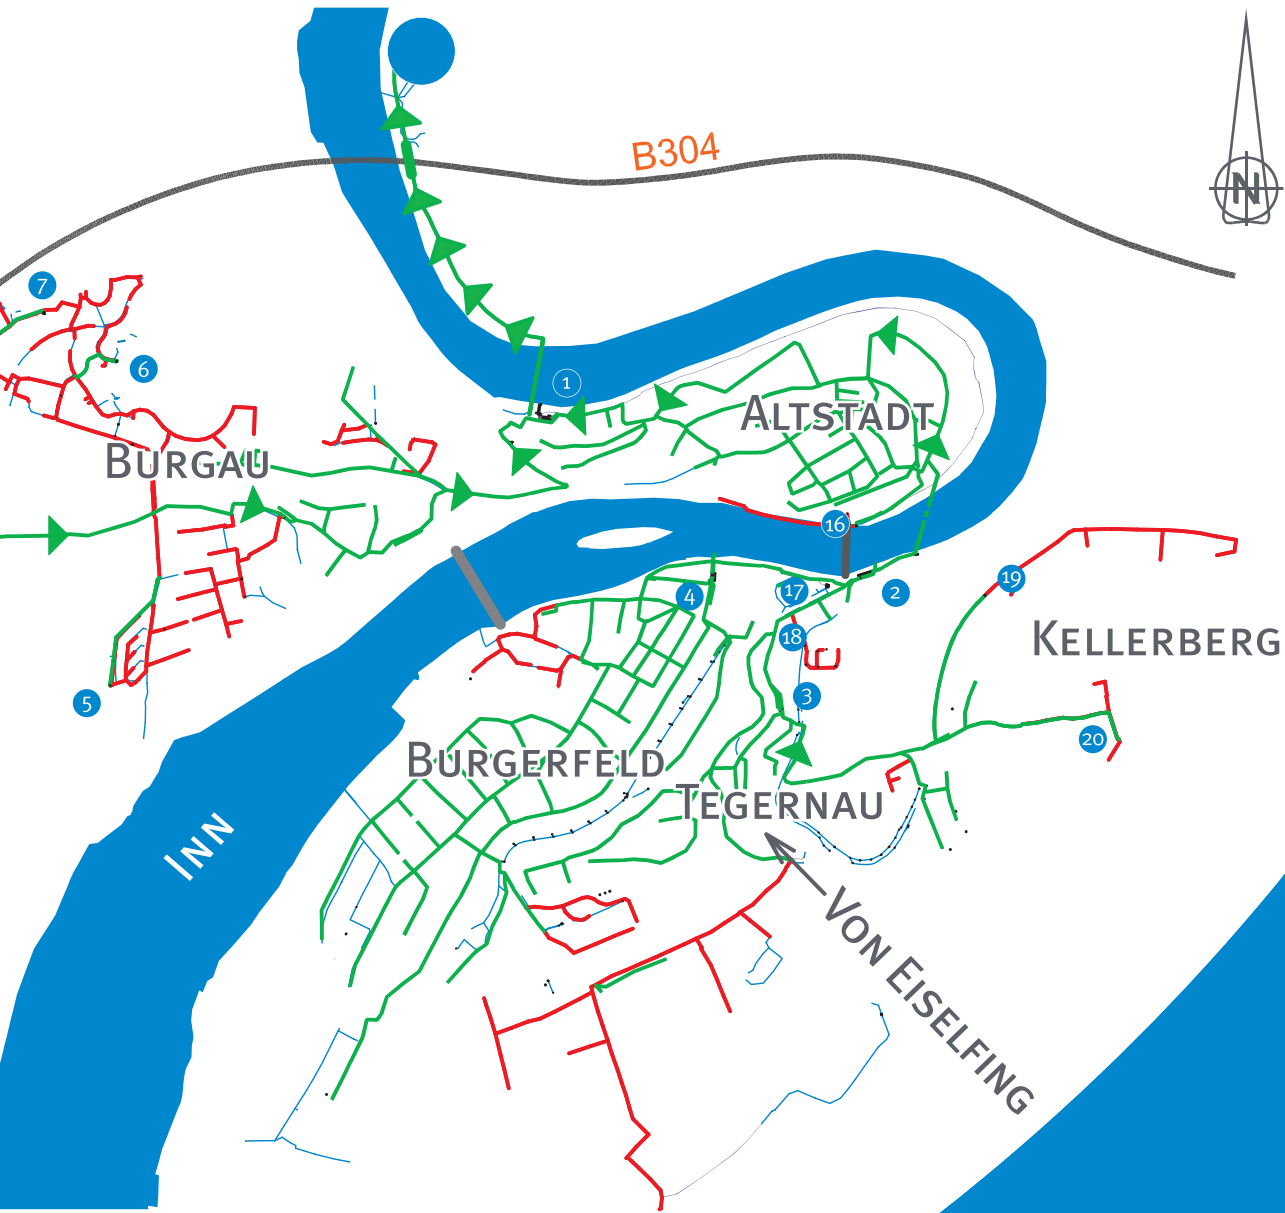 B304
N
7
6
1
ALTSTADT
BURGAU
16
19
17
2
4
18
KELLERBERG
3
5
20
BURGERFELD
TEGERNAU
INN
VON EISELFING